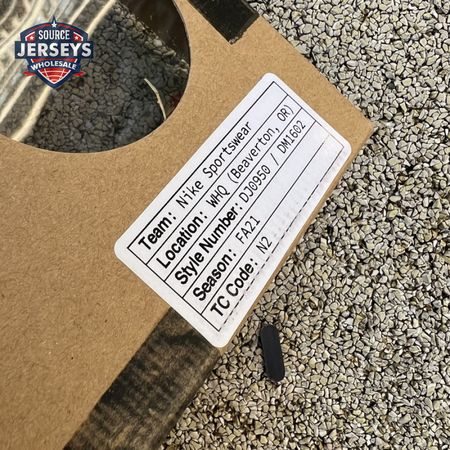 SOURCE
JERSEYS
WHOLESALE
Team: Nike Sportswear
Location: WHQ (Beaverton, OR)
Style Number: DJ0950 / DM1602
Season: FA21
TC Code: N2